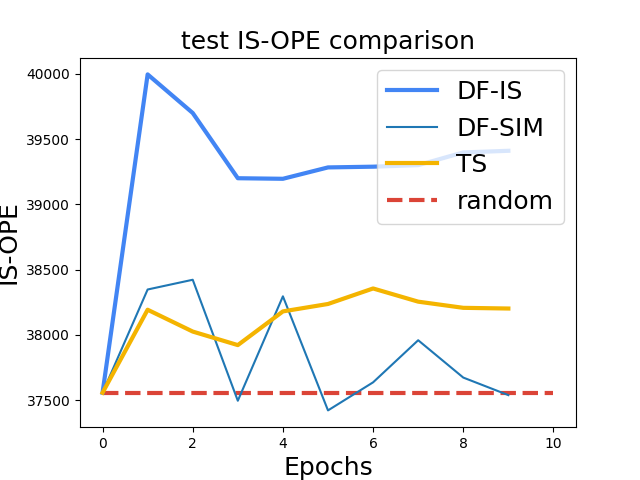 test IS-OPE comparison
IS-OPE
40000
39500
39000
38500
38000
37500
DF-IS
DF-SIM
TS
random
0 2 4 6 8 10
Epochs